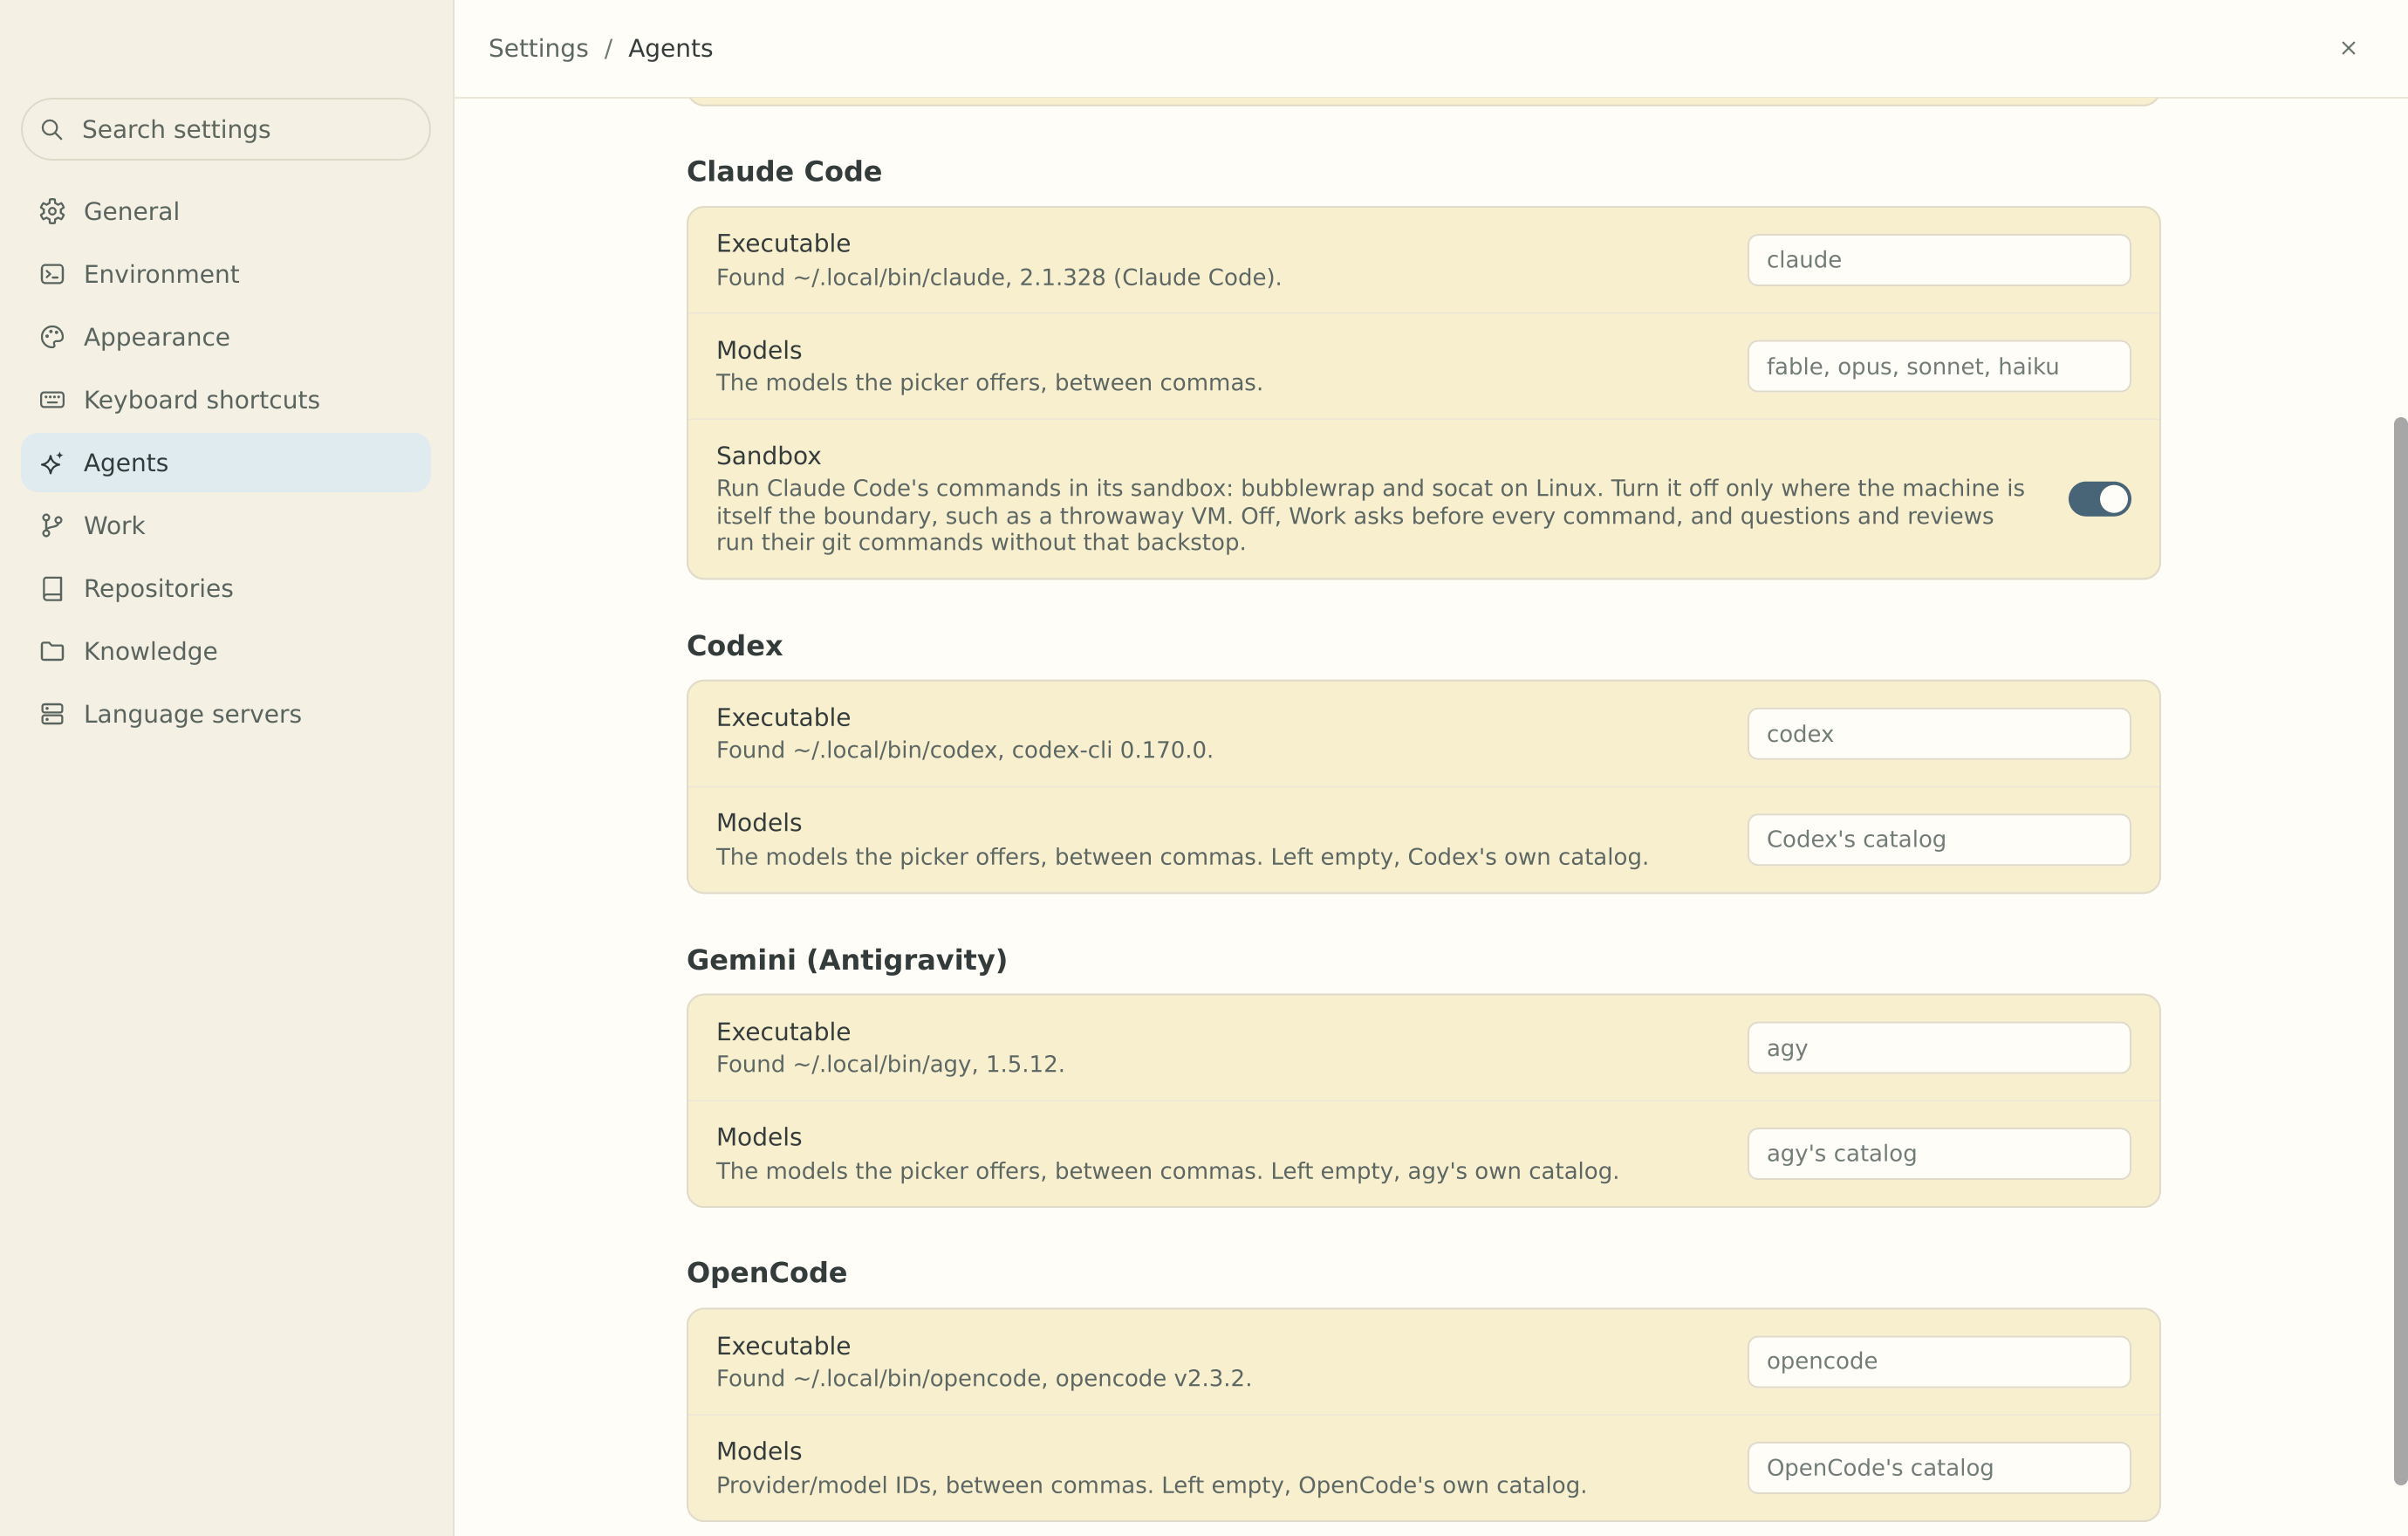 Settings / Agents
Search settings
General
Environment
Appearance
Keyboard shortcuts
Agents
Work
Repositories
Knowledge
Language servers
Claude Code
Executable
Found ~/.local/bin/claude, 2.1.328 (Claude Code).
claude
Models
The models the picker offers, between commas.
fable, opus, sonnet, haiku
Sandbox
Run Claude Code's commands in its sandbox: bubblewrap and socat on Linux. Turn it off only where the machine is
itself the boundary, such as a throwaway VM. Off, Work asks before every command, and questions and reviews
run their git commands without that backstop.
Codex
Executable
Found ~/.local/bin/codex, codex-cli 0.170.0.
codex
Models
The models the picker offers, between commas. Left empty, Codex's own catalog.
Codex's catalog
Gemini (Antigravity)
Executable
Found ~/.local/bin/agy, 1.5.12.
agy
Models
The models the picker offers, between commas. Left empty, agy's own catalog.
agy's catalog
OpenCode
Executable
Found ~/.local/bin/opencode, opencode v2.3.2.
opencode
Models
Provider/model IDs, between commas. Left empty, OpenCode's own catalog.
OpenCode's catalog